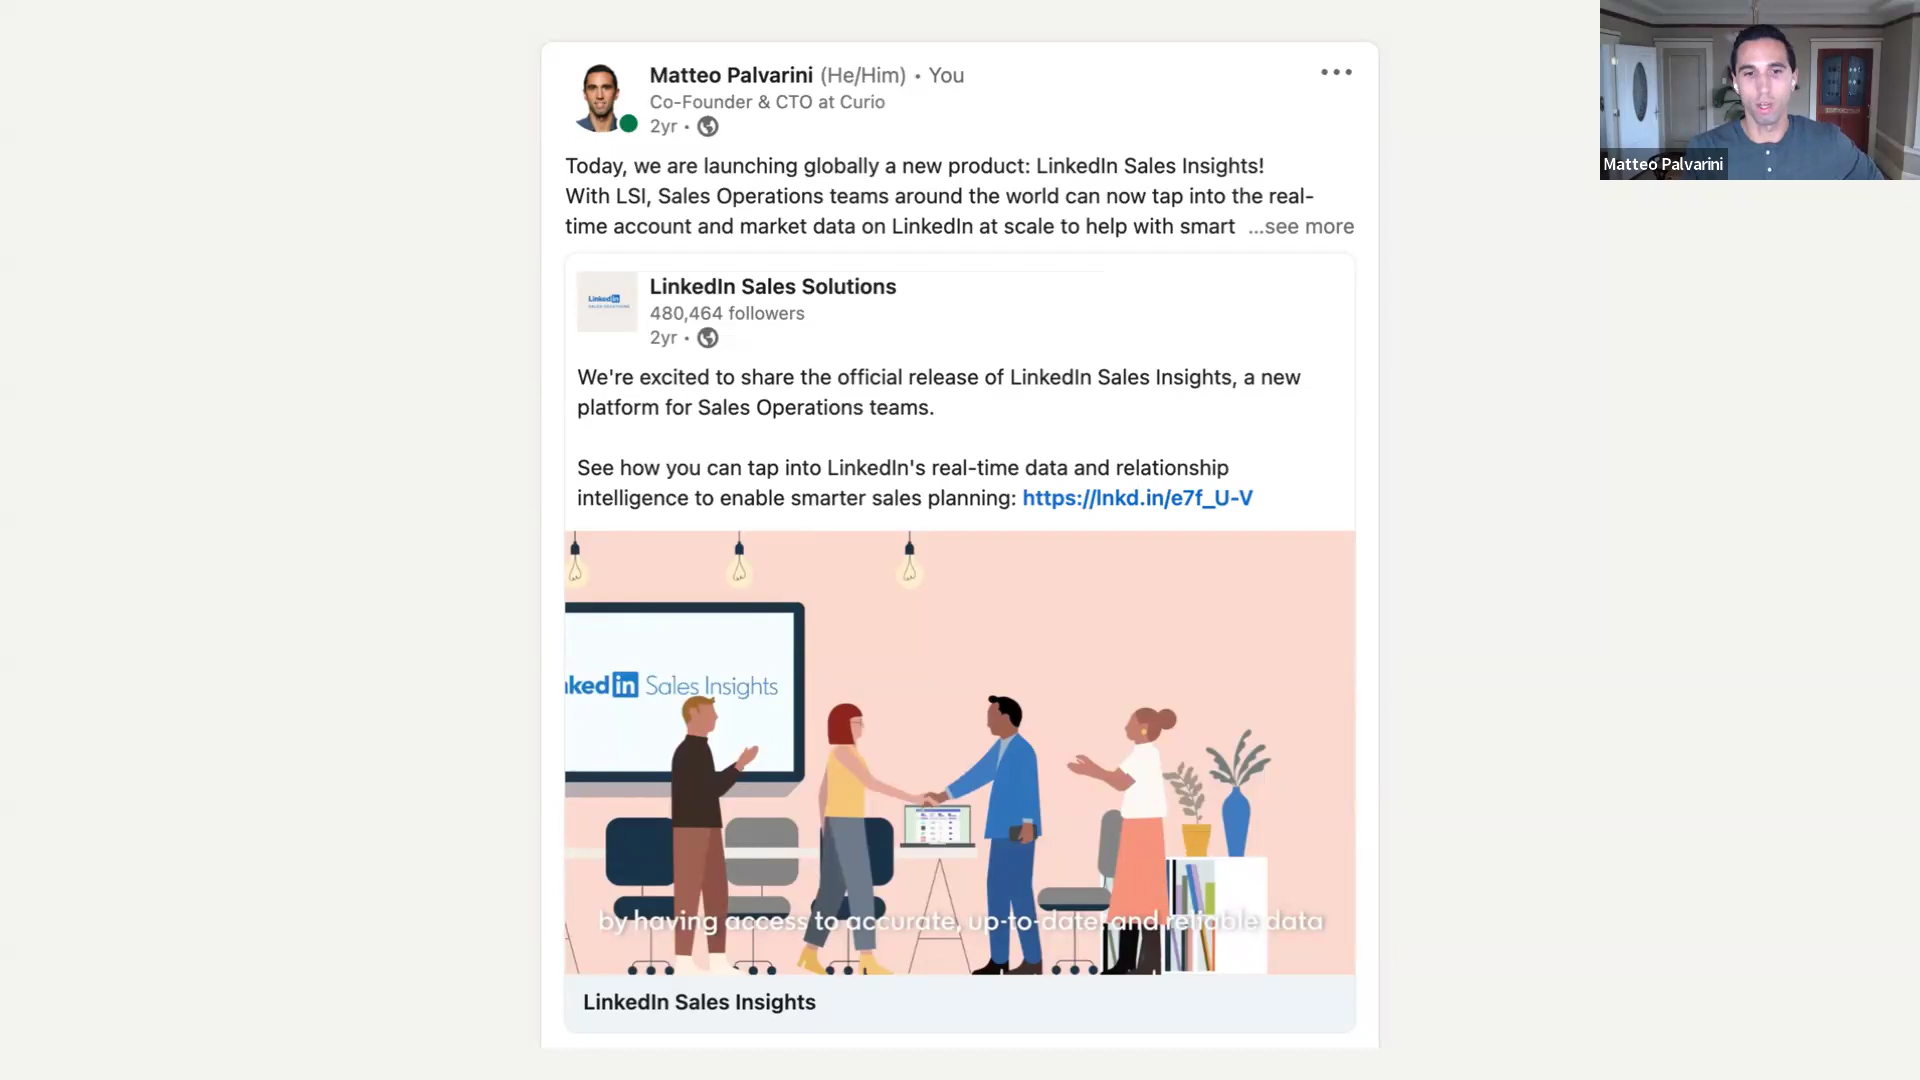 Matteo Palvarini (He/Him) • You
Co-Founder & CTO at Curio
2yr •
Today, we are launching globally a new product: LinkedIn Sales Insights!
With LSI, Sales Operations teams around the world can now tap into the real-
time account and market data on LinkedIn at scale to help with smart ...see more
LinkedIn
SALES SOLUTIONS
LinkedIn Sales Solutions
480,464 followers
2yr •
We're excited to share the official release of LinkedIn Sales Insights, a new
platform for Sales Operations teams.
See how you can tap into LinkedIn's real-time data and relationship
intelligence to enable smarter sales planning: https://lnkd.in/e7f_U-V
nked in Sales Insights
by having access to accurate, up-to-date, and reliable data
LinkedIn Sales Insights
Matteo Palvarini